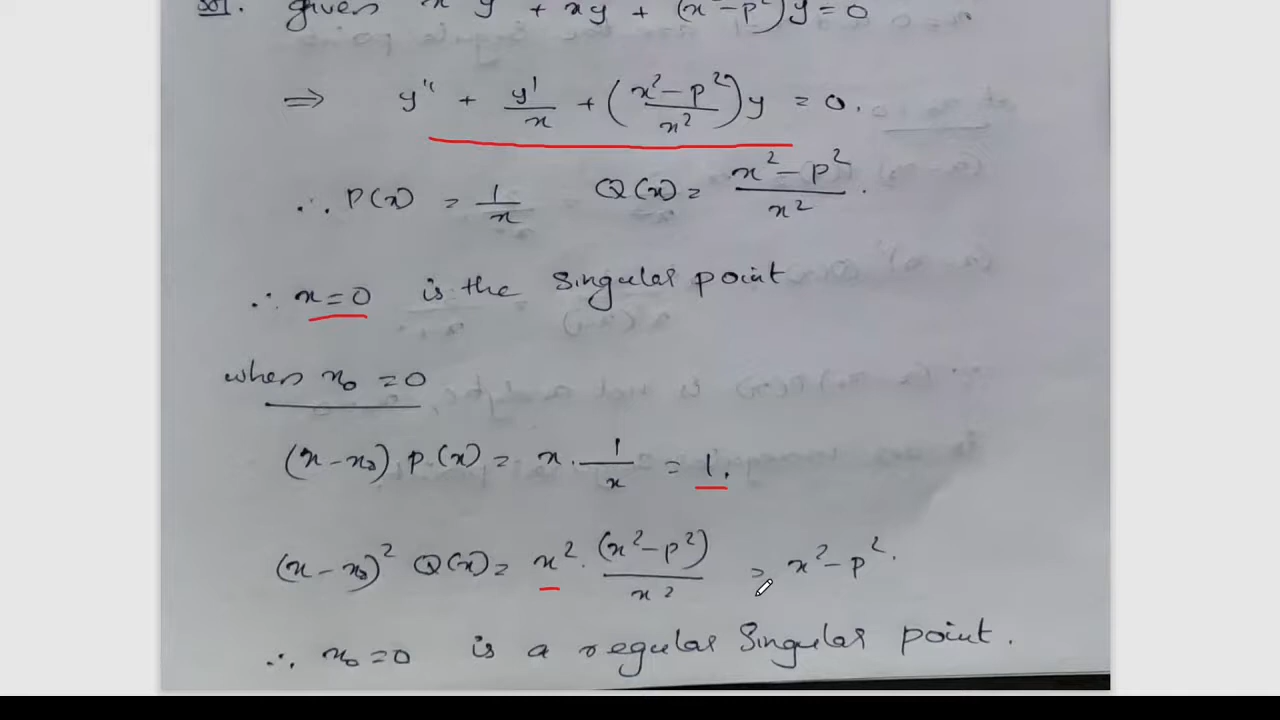 Sol. given x² y'' + xy' + (x²-p²)y = 0
⇒ y'' + y'/x + ((x²-p²)/x²)y = 0.
∴ P(x) = 1/x Q(x) = (x²-p²)/x².
∴ x=0 is the singular point
when x₀ = 0
(x-x₀) p(x) = x. 1/x = 1.
(x-x₀)² Q(x) = x². (x²-p²)/x² = x²-p².
∴ x₀=0 is a regular singular point.